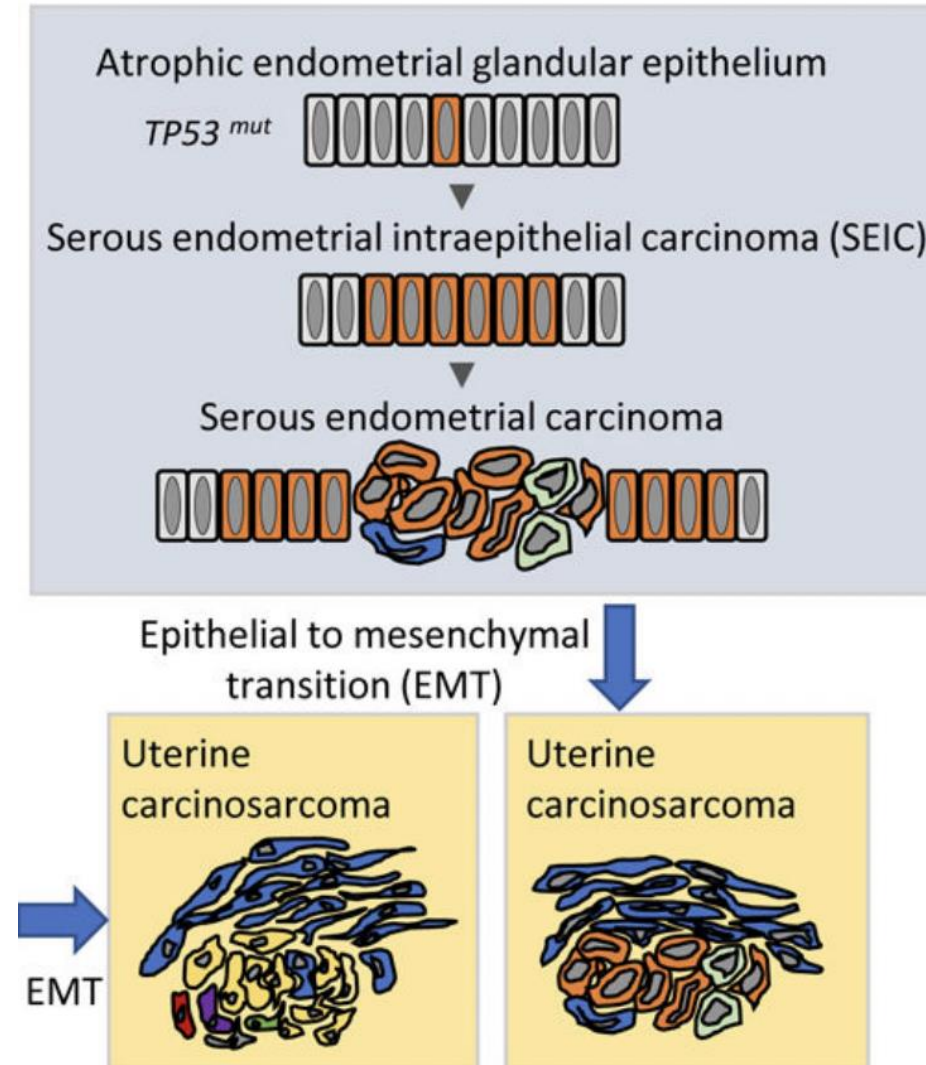 Atrophic endometrial glandular epithelium
TP53 mut
Serous endometrial intraepithelial carcinoma (SEIC)
Serous endometrial carcinoma
Epithelial to mesenchymal
transition (EMT)
Uterine
carcinosarcoma
Uterine
carcinosarcoma
EMT